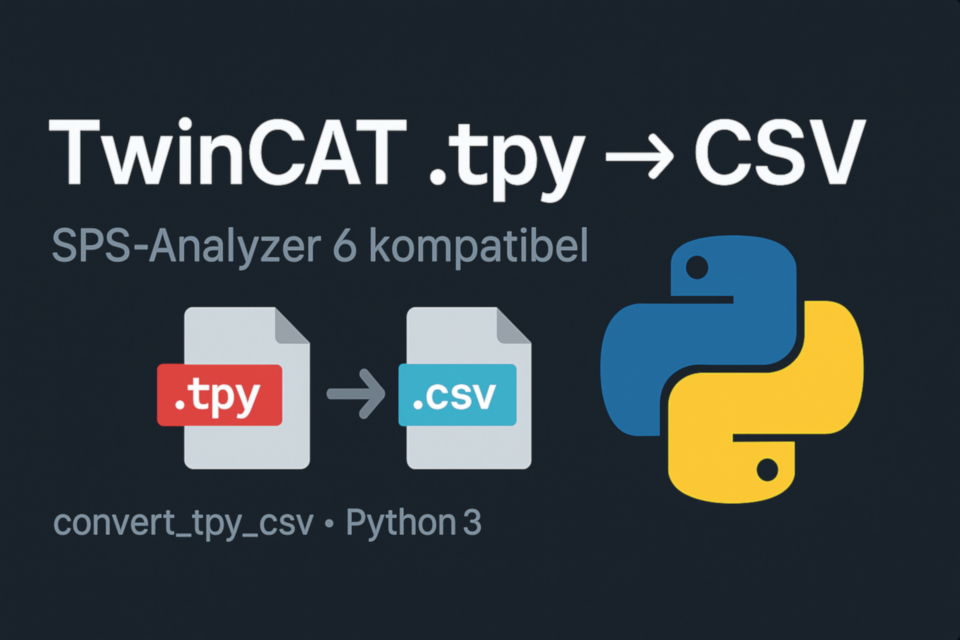 TwinCAT .tpy → CSV
SPS-Analyzer 6 kompatibel
.tpy → .csv
convert_tpy_csv • Python 3